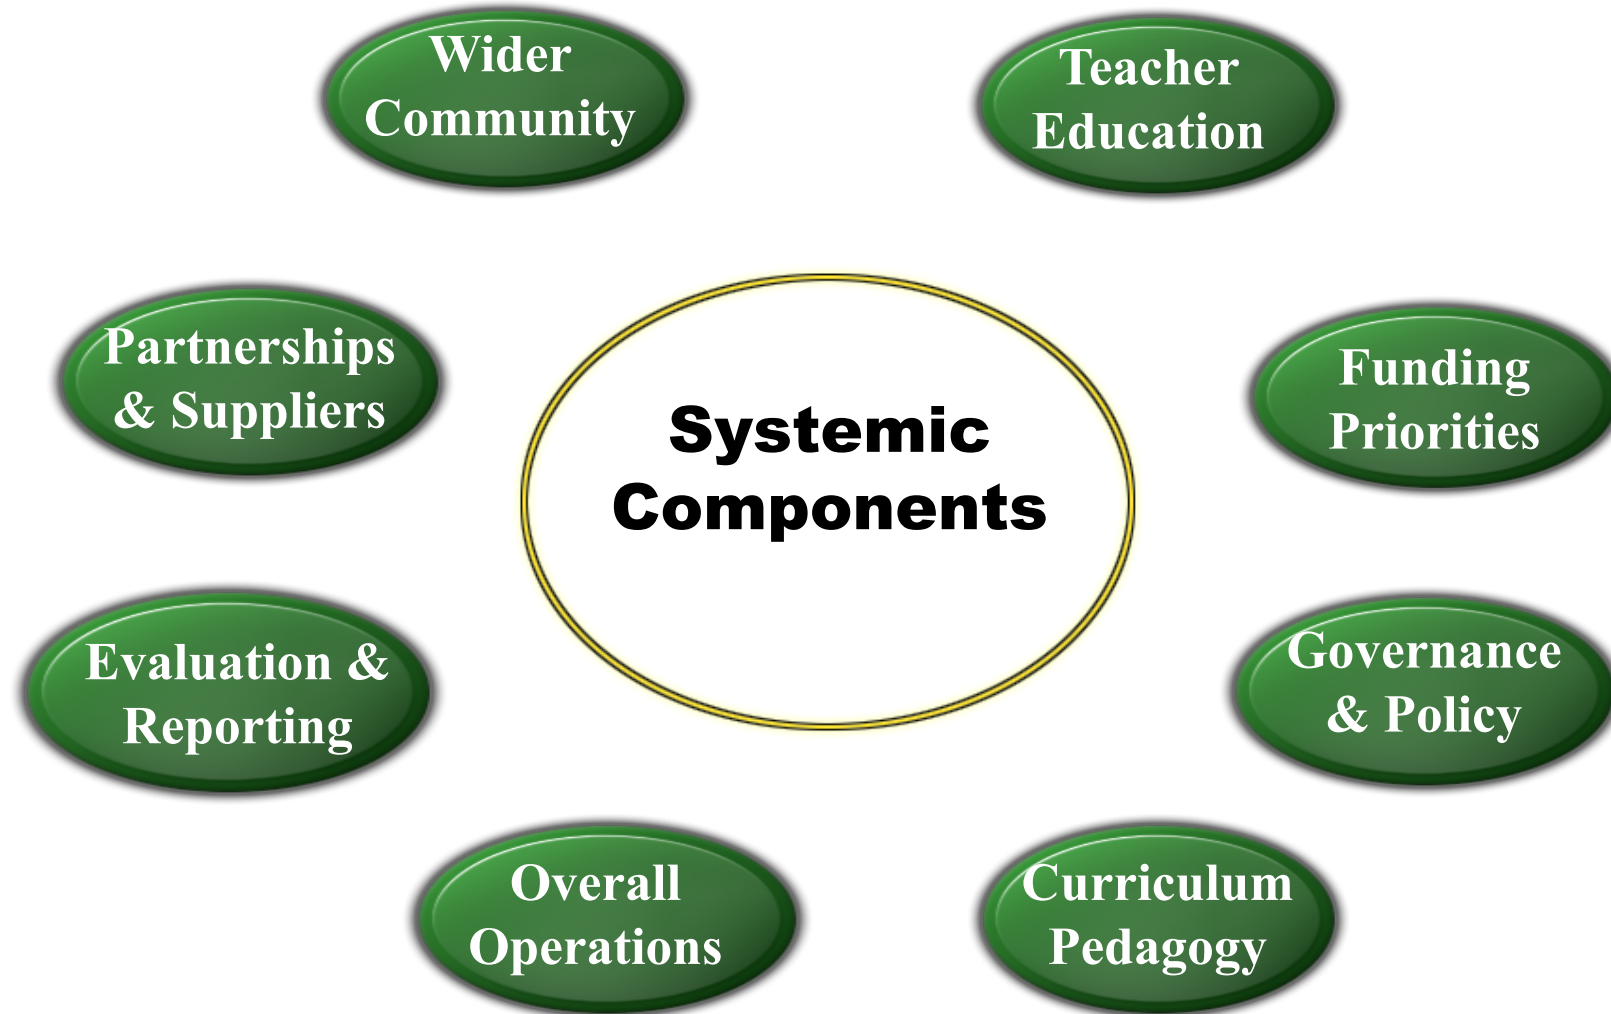 Wider
Community
Teacher
Education
Partnerships
& Suppliers
Funding
Priorities
Systemic
Components
Evaluation &
Reporting
Governance
& Policy
Overall
Operations
Curriculum
Pedagogy